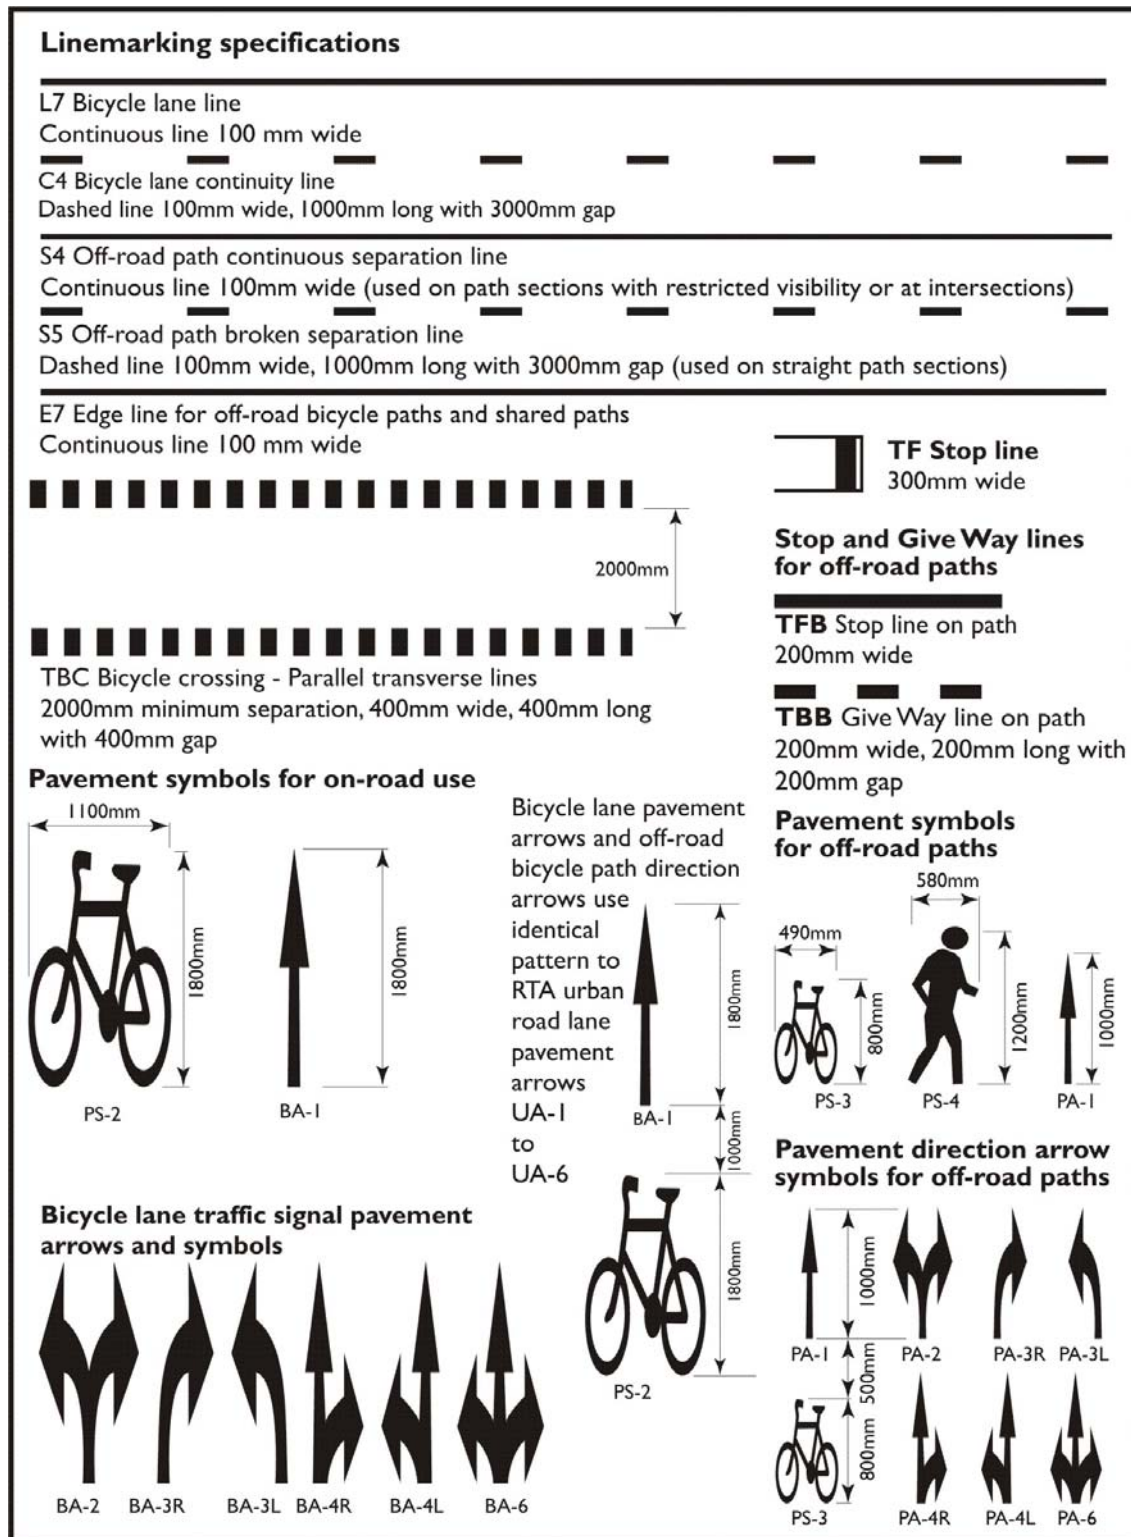 Linemarking specifications
L7 Bicycle lane line
Continuous line 100 mm wide
C4 Bicycle lane continuity line
Dashed line 100mm wide, 1000mm long with 3000mm gap
S4 Off-road path continuous separation line
Continuous line 100mm wide (used on path sections with restricted visibility or at intersections)
S5 Off-road path broken separation line
Dashed line 100mm wide, 1000mm long with 3000mm gap (used on straight path sections)
E7 Edge line for off-road bicycle paths and shared paths
Continuous line 100 mm wide
TF Stop line
300mm wide
2000mm
TBC Bicycle crossing - Parallel transverse lines
2000mm minimum separation, 400mm wide, 400mm long
with 400mm gap
Stop and Give Way lines
for off-road paths
TFB Stop line on path
200mm wide
TBB Give Way line on path
200mm wide, 200mm long with
200mm gap
Pavement symbols for on-road use
1100mm
1800mm
1800mm
PS-2
BA-1
Bicycle lane pavement
arrows and off-road
bicycle path direction
arrows use
identical
pattern to
RTA urban
road lane
pavement
arrows
UA-1
to
UA-6
1800mm
BA-1
1000mm
1800mm
PS-2
Pavement symbols
for off-road paths
580mm
490mm
800mm
1200mm
1000mm
PS-3
PS-4
PA-1
Pavement direction arrow
symbols for off-road paths
1000mm
PA-1
PA-2
PA-3R
PA-3L
500mm
800mm
PS-3
PA-4R
PA-4L
PA-6
Bicycle lane traffic signal pavement
arrows and symbols
BA-2
BA-3R
BA-3L
BA-4R
BA-4L
BA-6